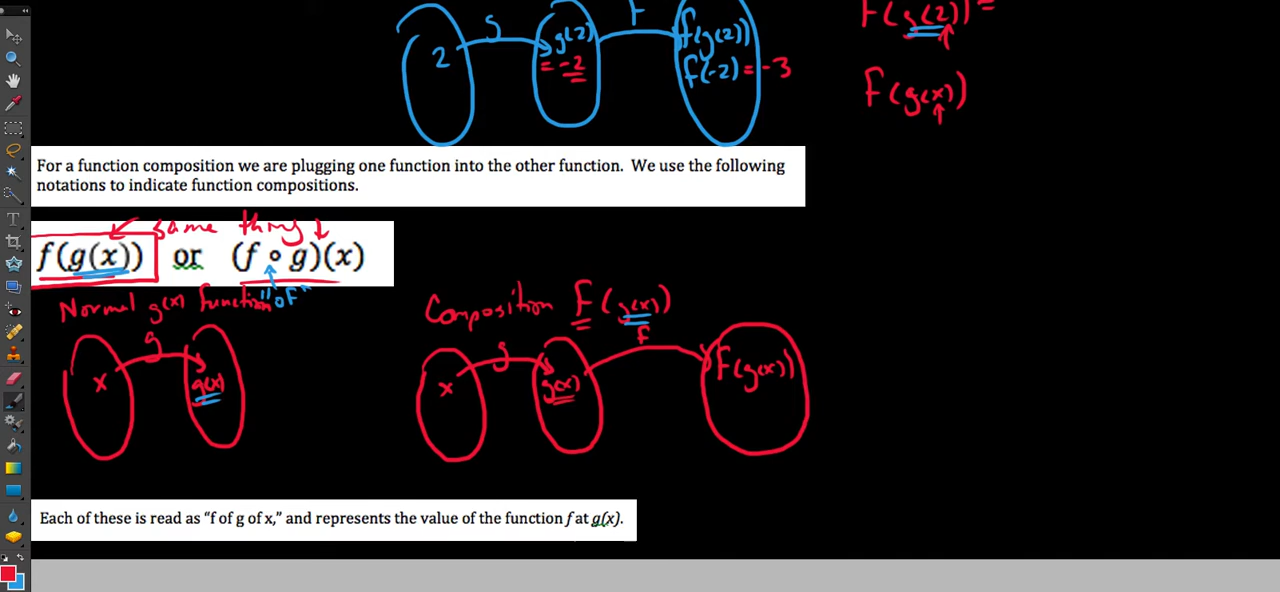 g F F(g(2)) =
2 g(2) f(g(2))
= -2 f(-2) = -3
F(g(x))
For a function composition we are plugging one function into the other function. We use the following
notations to indicate function compositions.
same thing
f(g(x)) or (f ∘ g)(x)
"of"
Normal g(x) function
Composition F(g(x))
g
x g(x)
g f
x g(x) F(g(x))
Each of these is read as "f of g of x," and represents the value of the function f at g(x).